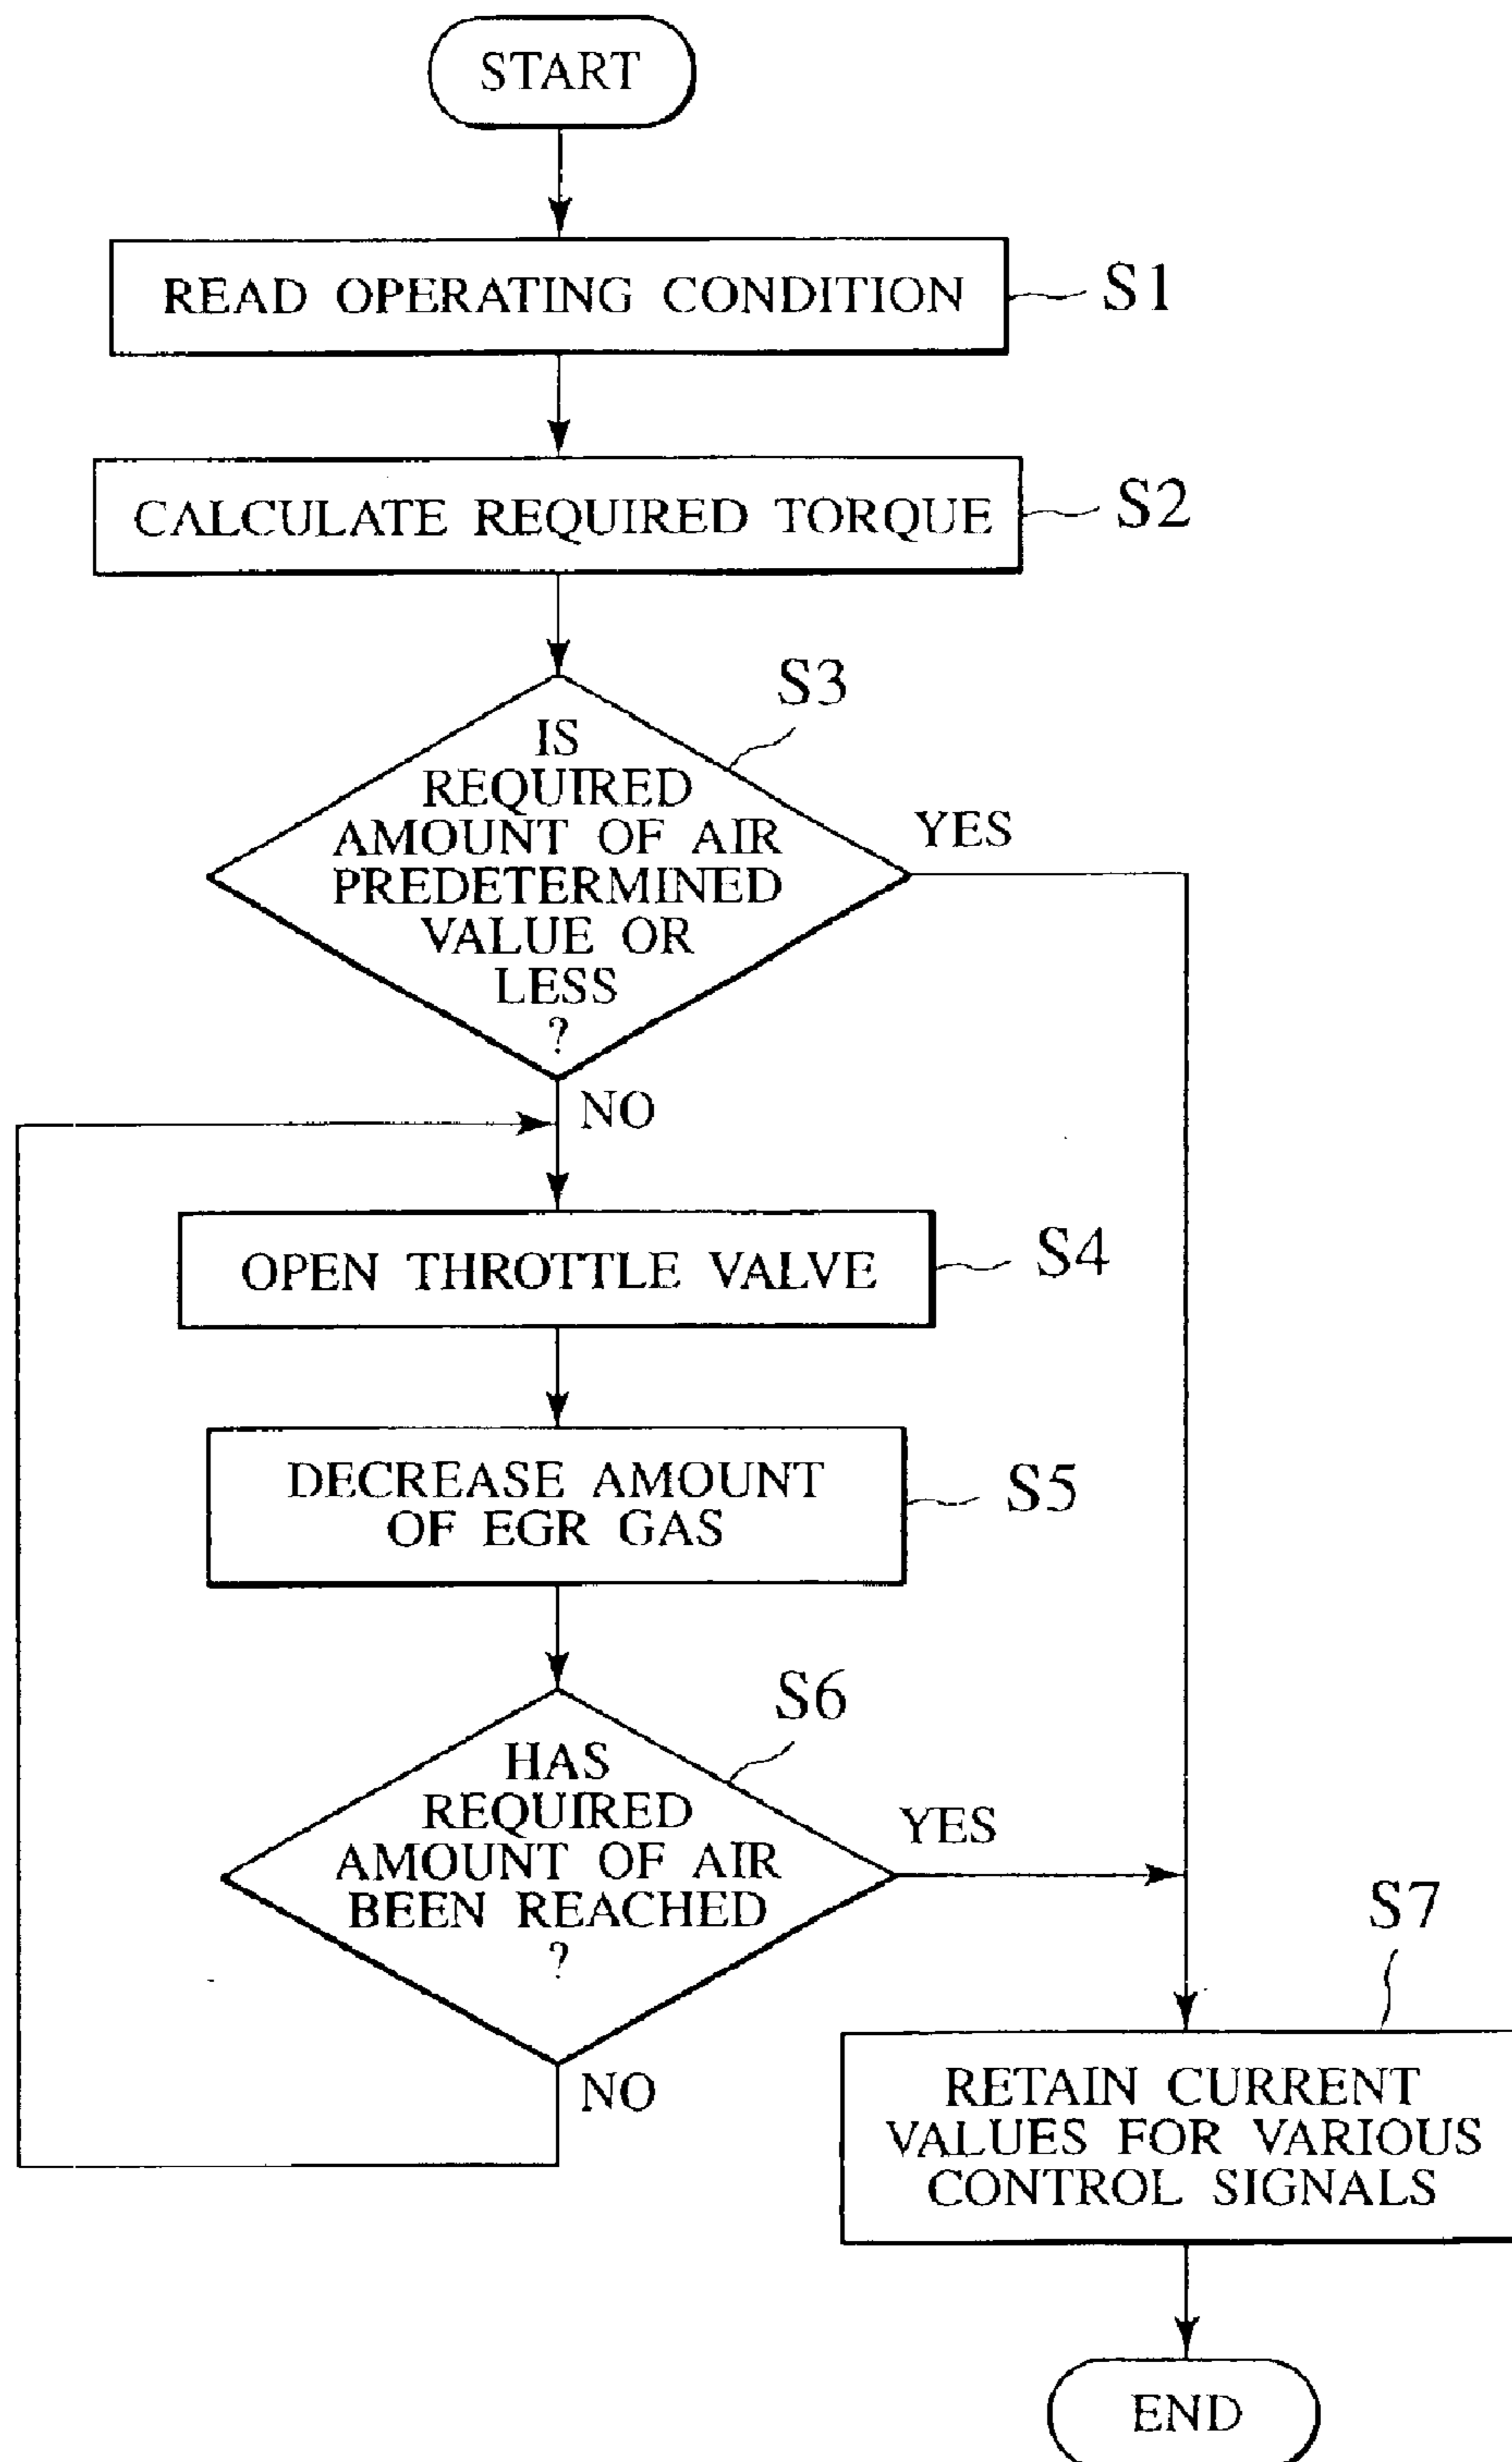 START
READ OPERATING CONDITION
S1
CALCULATE REQUIRED TORQUE
S2
S3
IS
REQUIRED
AMOUNT OF AIR
PREDETERMINED
VALUE OR
LESS
?
YES
NO
OPEN THROTTLE VALVE
S4
DECREASE AMOUNT
OF EGR GAS
S5
S6
HAS
REQUIRED
AMOUNT OF AIR
BEEN REACHED
?
YES
NO
S7
RETAIN CURRENT
VALUES FOR VARIOUS
CONTROL SIGNALS
END